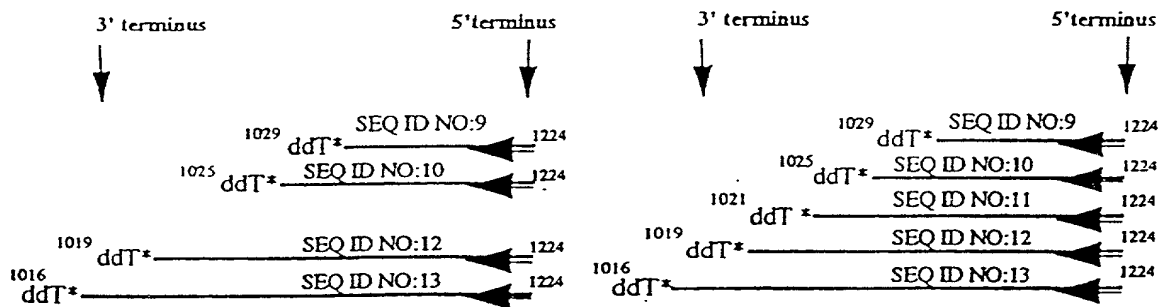 3' terminus 5'terminus
1029 ddT* SEQ ID NO:9 1224
1025 ddT* SEQ ID NO:10 1224
1019 ddT* SEQ ID NO:12 1224
1016 ddT* SEQ ID NO:13 1224
3' terminus 5'terminus
1029 ddT* SEQ ID NO:9 1224
1025 ddT* SEQ ID NO:10 1224
1021 ddT * SEQ ID NO:11 1224
1019 ddT* SEQ ID NO:12 1224
1016 ddT* SEQ ID NO:13 1224